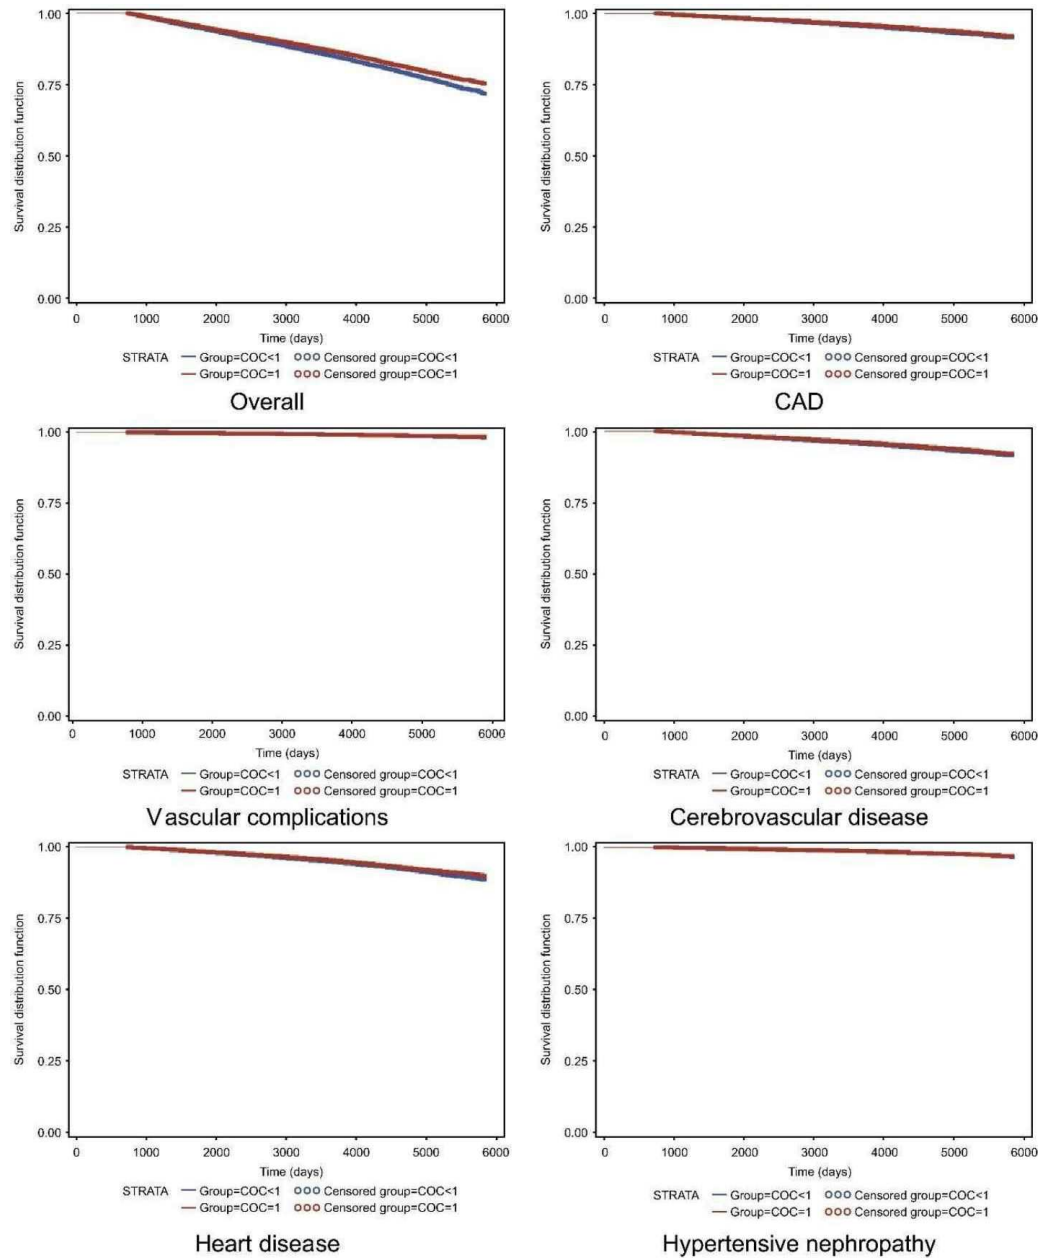 Survival distribution function
1.00
0.75
0.50
0.25
1.00
0 1000 2000 3000 4000 5000 6000
Time (days)
STRATA Group=COC<1 Censored group=COC<1
Group=COC=1 Censored group=COC=1
Overall
Survival distribution function
1.00
0.75
0.50
0.25
0.00
0 1000 2000 3000 4000 5000 6000
Time (days)
STRATA Group=COC<1 Censored group=COC<1
Group=COC=1 Censored group=COC=1
CAD
Survival distribution function
1.00
0.75
0.50
0.25
0.00
0 1000 2000 3000 4000 5000 6000
Time (days)
STRATA Group=COC<1 Censored group=COC<1
Group=COC=1 Censored group=COC=1
Vascular complications
Survival distribution function
1.00
0.75
0.50
0.25
0.00
0 1000 2000 3000 4000 5000 6000
Time (days)
STRATA Group=COC<1 Censored group=COC<1
Group=COC=1 Censored group=COC=1
Cerebrovascular disease
Survival distribution function
1.00
0.75
0.50
0.25
0.00
0 1000 2000 3000 4000 5000 6000
Time (days)
STRATA Group=COC<1 Censored group=COC<1
Group=COC=1 Censored group=COC=1
Heart disease
Survival distribution function
1.00
0.75
0.50
0.25
0.00
0 1000 2000 3000 4000 5000 6000
Time (days)
STRATA Group=COC<1 Censored group=COC<1
Group=COC=1 Censored group=COC=1
Hypertensive nephropathy